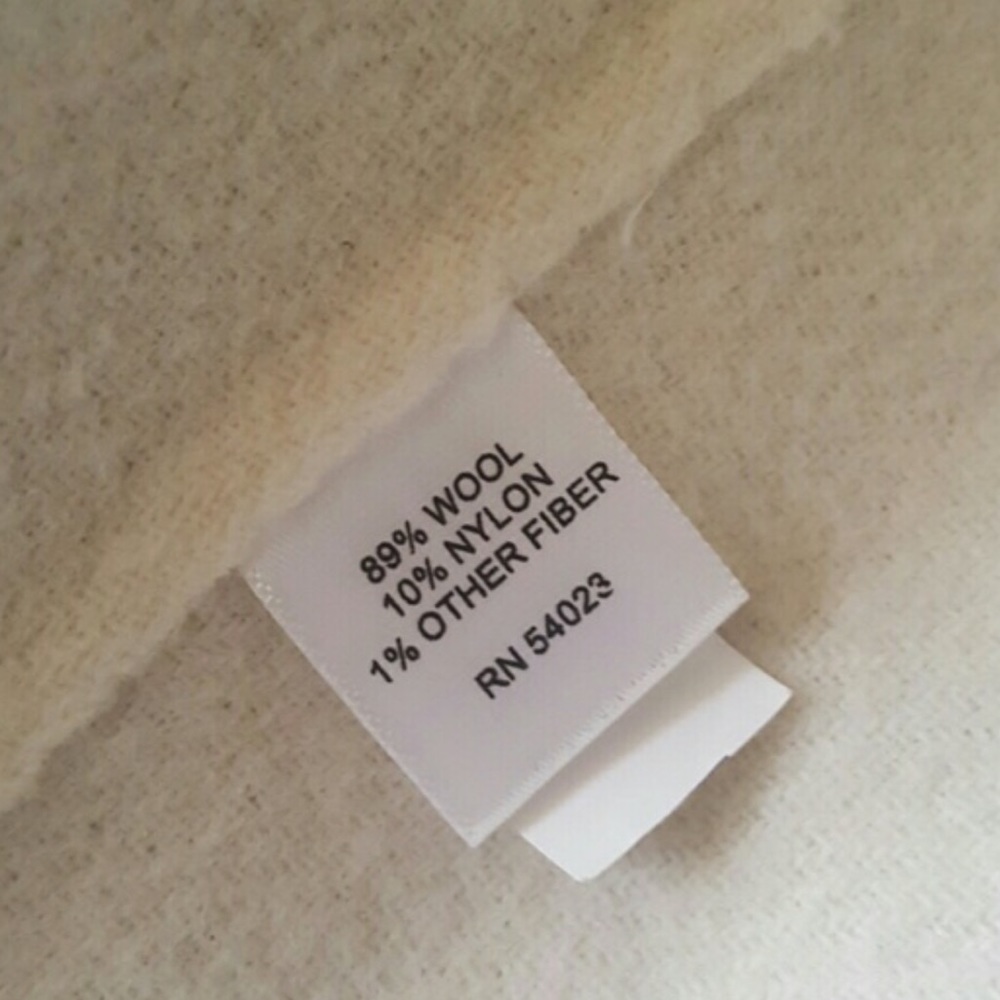 89% WOOL
10% NYLON
1% OTHER FIBER
RN 54023